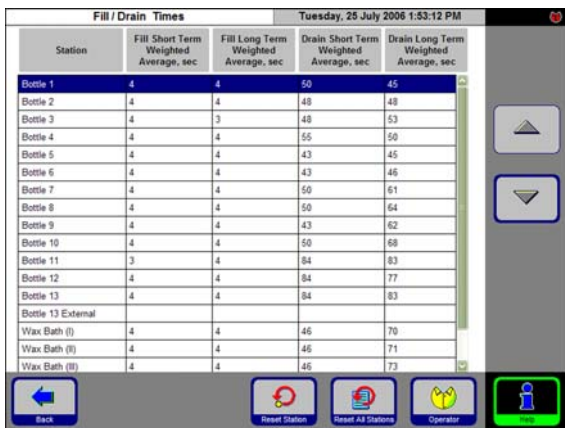 Fill / Drain Times Tuesday, 25 July 2006 1:53:12 PM
Station Fill Short Term Weighted Average, sec Fill Long Term Weighted Average, sec Drain Short Term Weighted Average, sec Drain Long Term Weighted Average, sec
Bottle 1 4 4 50 45
Bottle 2 4 4 48 48
Bottle 3 4 3 48 53
Bottle 4 4 4 55 50
Bottle 5 4 4 43 45
Bottle 6 4 4 43 46
Bottle 7 4 4 50 61
Bottle 8 4 4 50 64
Bottle 9 4 4 43 62
Bottle 10 4 4 50 68
Bottle 11 3 4 84 83
Bottle 12 4 4 84 77
Bottle 13 4 4 84 83
Bottle 13 External
Wax Bath (I) 4 4 46 70
Wax Bath (II) 4 4 46 71
Wax Bath (III) 4 4 46 73
Back Reset Station Reset All Stations Operator Help